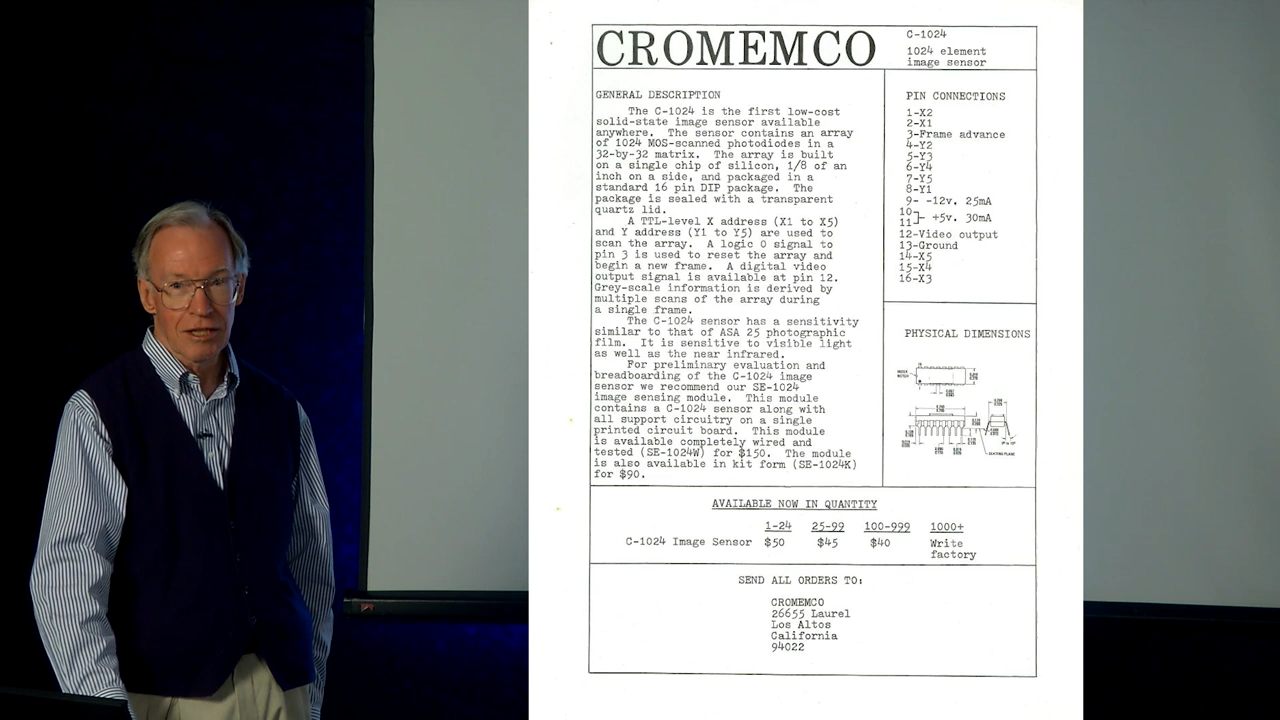 CROMEMCO
C-1024
1024 element
image sensor
GENERAL DESCRIPTION
The C-1024 is the first low-cost
solid-state image sensor available
anywhere. The sensor contains an array
of 1024 MOS-scanned photodiodes in a
32-by-32 matrix. The array is built
on a single chip of silicon, 1/8 of an
inch on a side, and packaged in a
standard 16 pin DIP package. The
package is sealed with a transparent
quartz lid.
A TTL-level X address (X1 to X5)
and Y address (Y1 to Y5) are used to
scan the array. A logic 0 signal to
pin 3 is used to reset the array and
begin a new frame. A digital video
output signal is available at pin 12.
Grey-scale information is derived by
multiple scans of the array during
a single frame.
The C-1024 sensor has a sensitivity
similar to that of ASA 25 photographic
film. It is sensitive to visible light
as well as the near infrared.
For preliminary evaluation and
breadboarding of the C-1024 image
sensor we recommend our SE-1024
image sensing module. This module
contains a C-1024 sensor along with
all support circuitry on a single
printed circuit board. This module
is available completely wired and
tested (SE-1024W) for $150. The module
is also available in kit form (SE-1024K)
for $90.
PIN CONNECTIONS
1-X2
2-X1
3-Frame advance
4-Y2
5-Y3
6-Y4
7-Y5
8-Y1
9- -12v. 25mA
10
11 +5v. 30mA
12-Video output
13-Ground
14-X5
15-X4
16-X3
PHYSICAL DIMENSIONS
INDEX
NOTCH
SEATING PLANE
AVAILABLE NOW IN QUANTITY
1-24 25-99 100-999 1000+
C-1024 Image Sensor $50 $45 $40 Write
factory
SEND ALL ORDERS TO:
CROMEMCO
26655 Laurel
Los Altos
California
94022